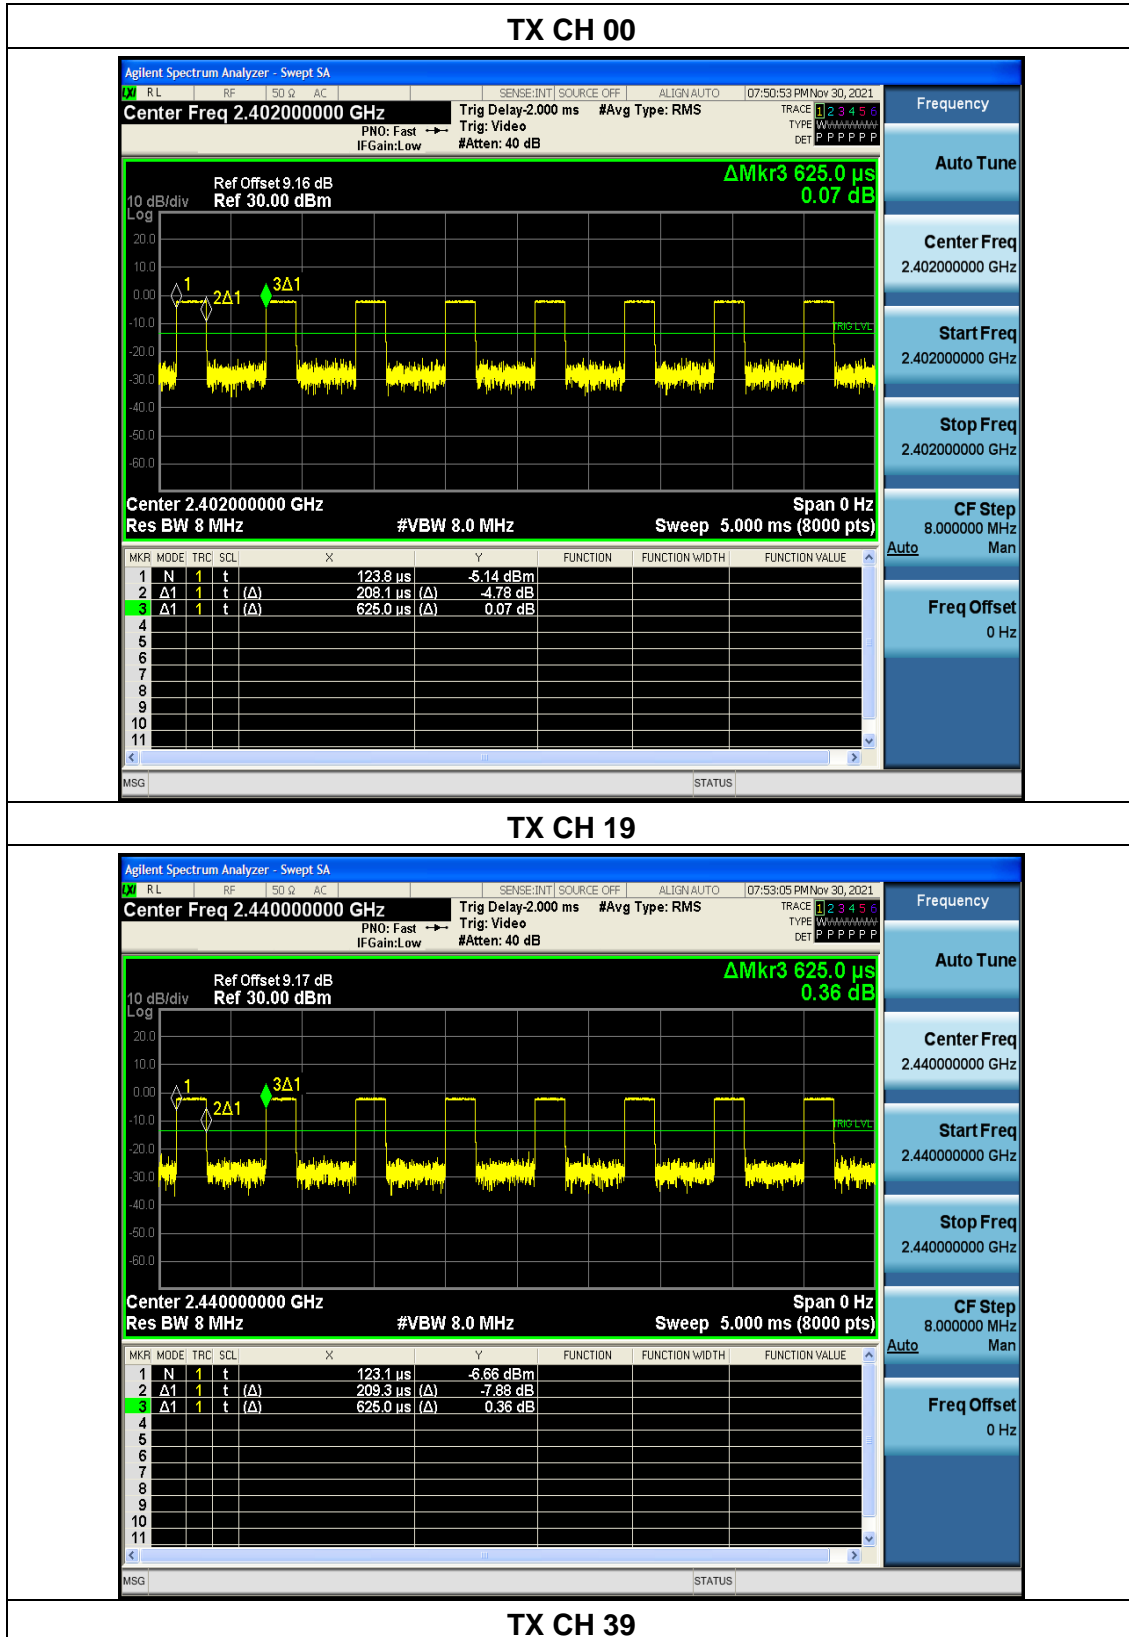 TX CH 00
Agilent Spectrum Analyzer - Swept SA
LXI RL RF 50 Ω AC SENSE:INT SOURCE OFF ALIGN AUTO 07:50:53 PM Nov 30, 2021
Center Freq 2.402000000 GHz
PNO: Fast
IFGain:Low
Trig Delay-2.000 ms #Avg Type: RMS
Trig: Video
#Atten: 40 dB
TRACE 1 2 3 4 5 6
TYPE W
DET P P P P P P
Frequency
Auto Tune
Center Freq
2.402000000 GHz
Start Freq
2.402000000 GHz
Stop Freq
2.402000000 GHz
CF Step
8.000000 MHz
Auto Man
Freq Offset
0 Hz
ΔMkr3 625.0 µs
0.07 dB
Ref Offset 9.16 dB
10 dB/div Ref 30.00 dBm
Log
20.0
10.0
0.00
-10.0
-20.0
-30.0
-40.0
-50.0
-60.0
1
2Δ1
3Δ1
TRIG LVL
Center 2.402000000 GHz Span 0 Hz
Res BW 8 MHz #VBW 8.0 MHz Sweep 5.000 ms (8000 pts)
MKR MODE TRC SCL X Y FUNCTION FUNCTION WIDTH FUNCTION VALUE
1 N 1 t 123.8 µs -5.14 dBm
2 Δ1 1 t (Δ) 208.1 µs (Δ) -4.78 dB
3 Δ1 1 t (Δ) 625.0 µs (Δ) 0.07 dB
4
5
6
7
8
9
10
11
MSG STATUS
TX CH 19
Agilent Spectrum Analyzer - Swept SA
LXI RL RF 50 Ω AC SENSE:INT SOURCE OFF ALIGN AUTO 07:53:05 PM Nov 30, 2021
Center Freq 2.440000000 GHz
PNO: Fast
IFGain:Low
Trig Delay-2.000 ms #Avg Type: RMS
Trig: Video
#Atten: 40 dB
TRACE 1 2 3 4 5 6
TYPE W
DET P P P P P P
Frequency
Auto Tune
Center Freq
2.440000000 GHz
Start Freq
2.440000000 GHz
Stop Freq
2.440000000 GHz
CF Step
8.000000 MHz
Auto Man
Freq Offset
0 Hz
ΔMkr3 625.0 µs
0.36 dB
Ref Offset 9.17 dB
10 dB/div Ref 30.00 dBm
Log
20.0
10.0
0.00
-10.0
-20.0
-30.0
-40.0
-50.0
-60.0
1
2Δ1
3Δ1
TRIG LVL
Center 2.440000000 GHz Span 0 Hz
Res BW 8 MHz #VBW 8.0 MHz Sweep 5.000 ms (8000 pts)
MKR MODE TRC SCL X Y FUNCTION FUNCTION WIDTH FUNCTION VALUE
1 N 1 t 123.1 µs -6.66 dBm
2 Δ1 1 t (Δ) 209.3 µs (Δ) -7.88 dB
3 Δ1 1 t (Δ) 625.0 µs (Δ) 0.36 dB
4
5
6
7
8
9
10
11
MSG STATUS
TX CH 39